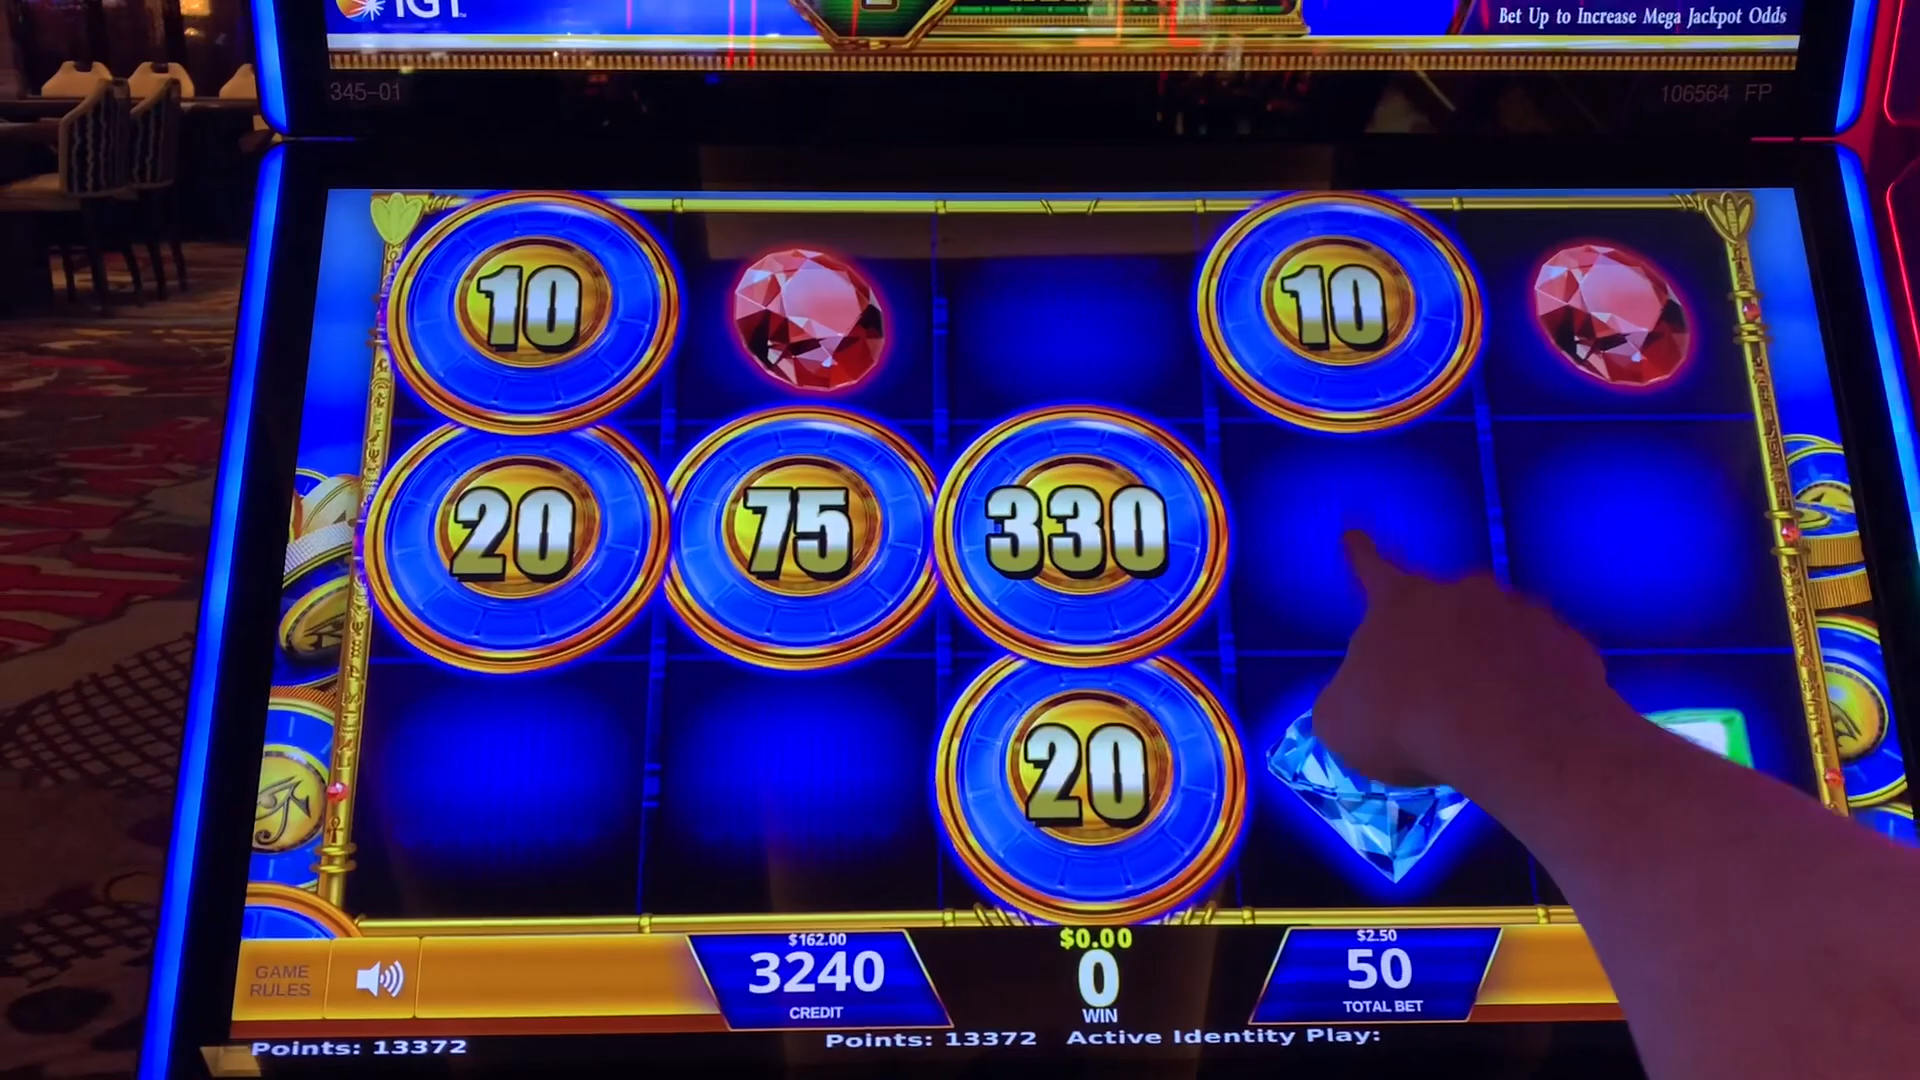 IGT
Bet Up to Increase Mega Jackpot Odds
345-01
106564 FP
10
10
20
75
330
20
GAME
RULES
$162.00
3240
CREDIT
$0.00
0
WIN
$2.50
50
TOTAL BET
Points: 13372
Points: 13372 Active Identity Play: